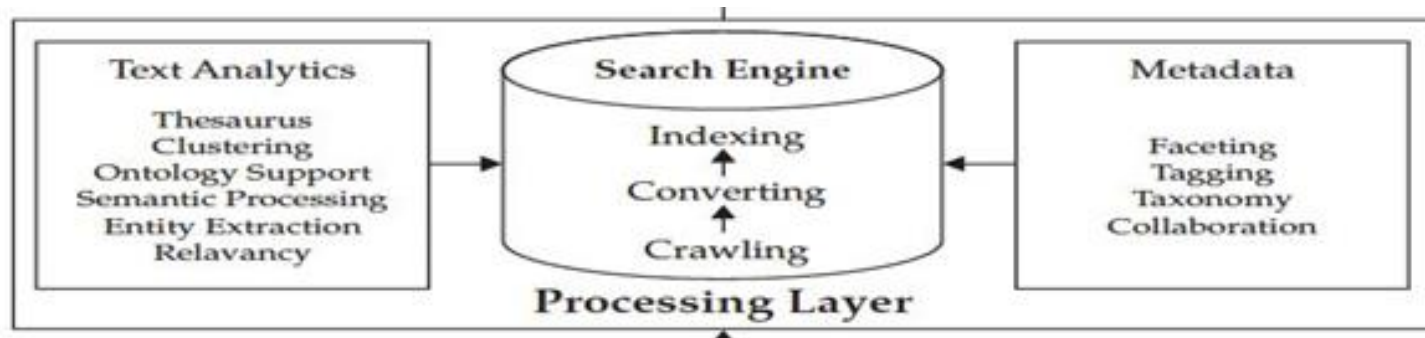 Text Analytics
Thesaurus
Clustering
Ontology Support
Semantic Processing
Entity Extraction
Relavancy
Search Engine
Indexing
Converting
Crawling
Metadata
Faceting
Tagging
Taxonomy
Collaboration
Processing Layer